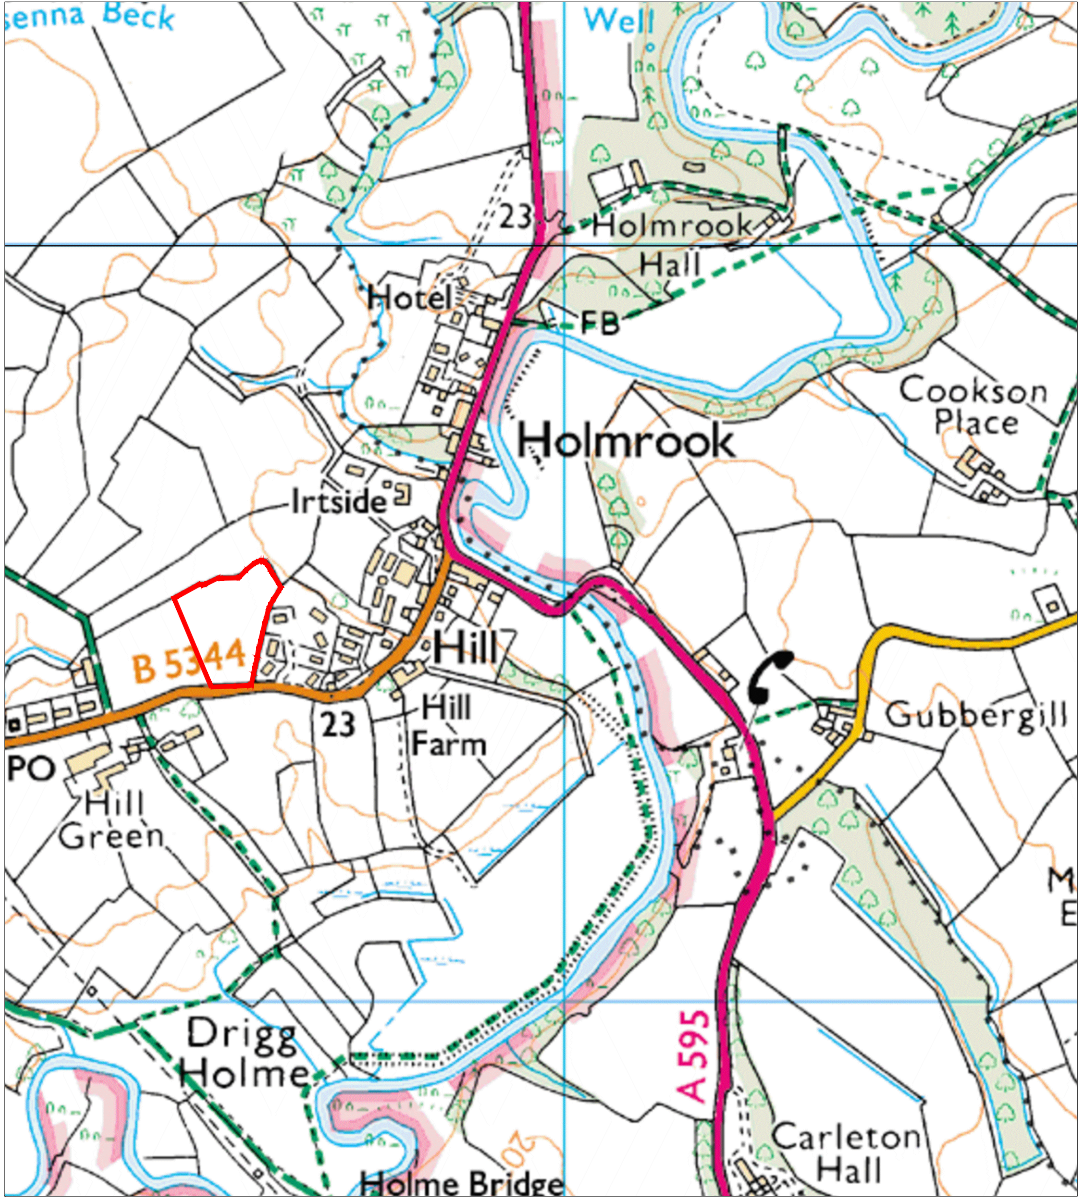 senna Beck
Well
23
Holmrook
Hall
Hotel
FB
Cookson
Place
Holmrook
Irtside
B 5344
Hill
23
Hill
Farm
Gubbergill
PO
Hill
Green
M
E
Drigg
Holme
A 595
20
Carleton
Hall
Holme Bridge